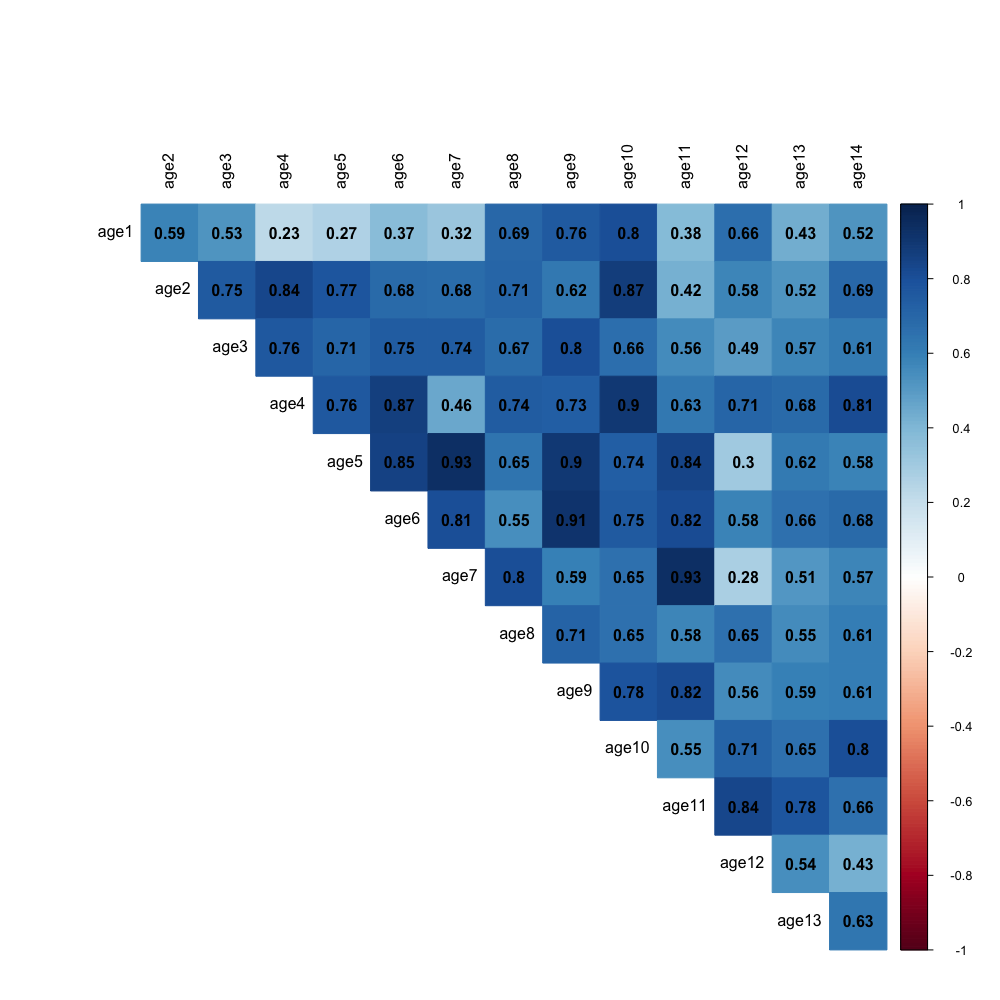 age2 age3 age4 age5 age6 age7 age8 age9 age10 age11 age12 age13 age14
age1 0.59 0.53 0.23 0.27 0.37 0.32 0.69 0.76 0.8 0.38 0.66 0.43 0.52
age2 0.75 0.84 0.77 0.68 0.68 0.71 0.62 0.87 0.42 0.58 0.52 0.69
age3 0.76 0.71 0.75 0.74 0.67 0.8 0.66 0.56 0.49 0.57 0.61
age4 0.76 0.87 0.46 0.74 0.73 0.9 0.63 0.71 0.68 0.81
age5 0.85 0.93 0.65 0.9 0.74 0.84 0.3 0.62 0.58
age6 0.81 0.55 0.91 0.75 0.82 0.58 0.66 0.68
age7 0.8 0.59 0.65 0.93 0.28 0.51 0.57
age8 0.71 0.65 0.58 0.65 0.55 0.61
age9 0.78 0.82 0.56 0.59 0.61
age10 0.55 0.71 0.65 0.8
age11 0.84 0.78 0.66
age12 0.54 0.43
age13 0.63
1
0.8
0.6
0.4
0.2
0
-0.2
-0.4
-0.6
-0.8
-1